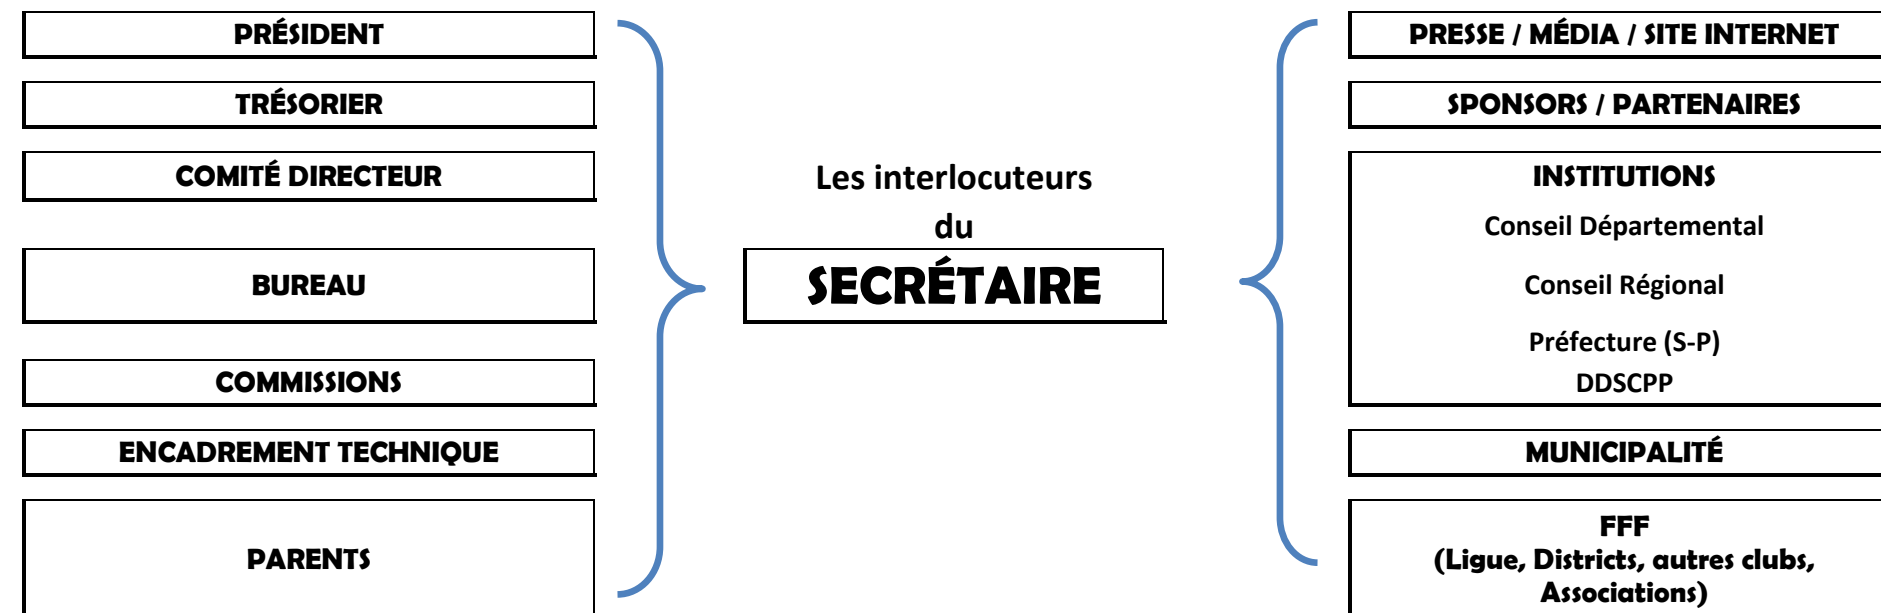 PRÉSIDENT
TRÉSORIER
COMITÉ DIRECTEUR
BUREAU
COMMISSIONS
ENCADREMENT TECHNIQUE
PARENTS
Les interlocuteurs
du
SECRÉTAIRE
PRESSE / MÉDIA / SITE INTERNET
SPONSORS / PARTENAIRES
INSTITUTIONS
Conseil Départemental
Conseil Régional
Préfecture (S-P)
DDSCPP
MUNICIPALITÉ
FFF
(Ligue, Districts, autres clubs,
Associations)